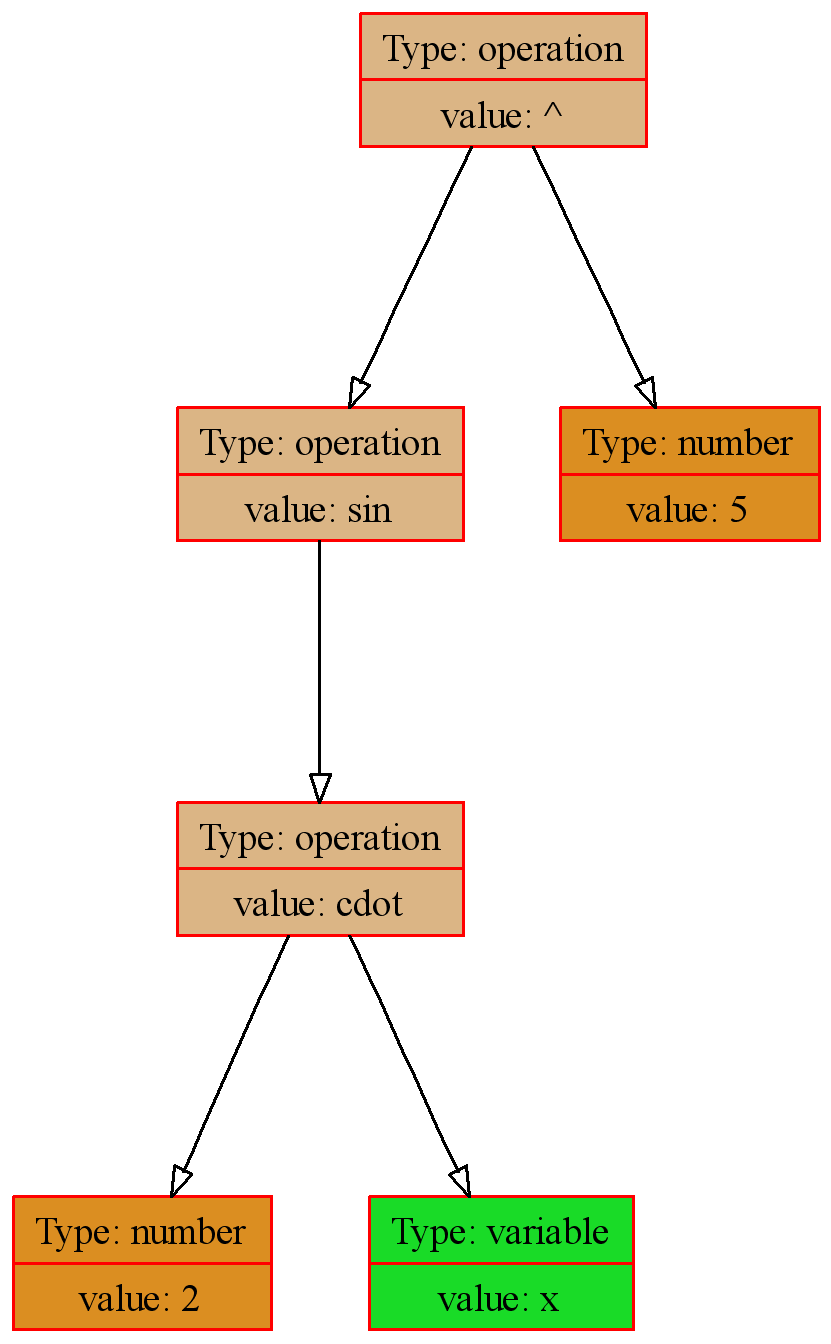 Type: operation
value: ^
Type: operation
value: sin
Type: number
value: 5
Type: operation
value: cdot
Type: number
value: 2
Type: variable
value: x